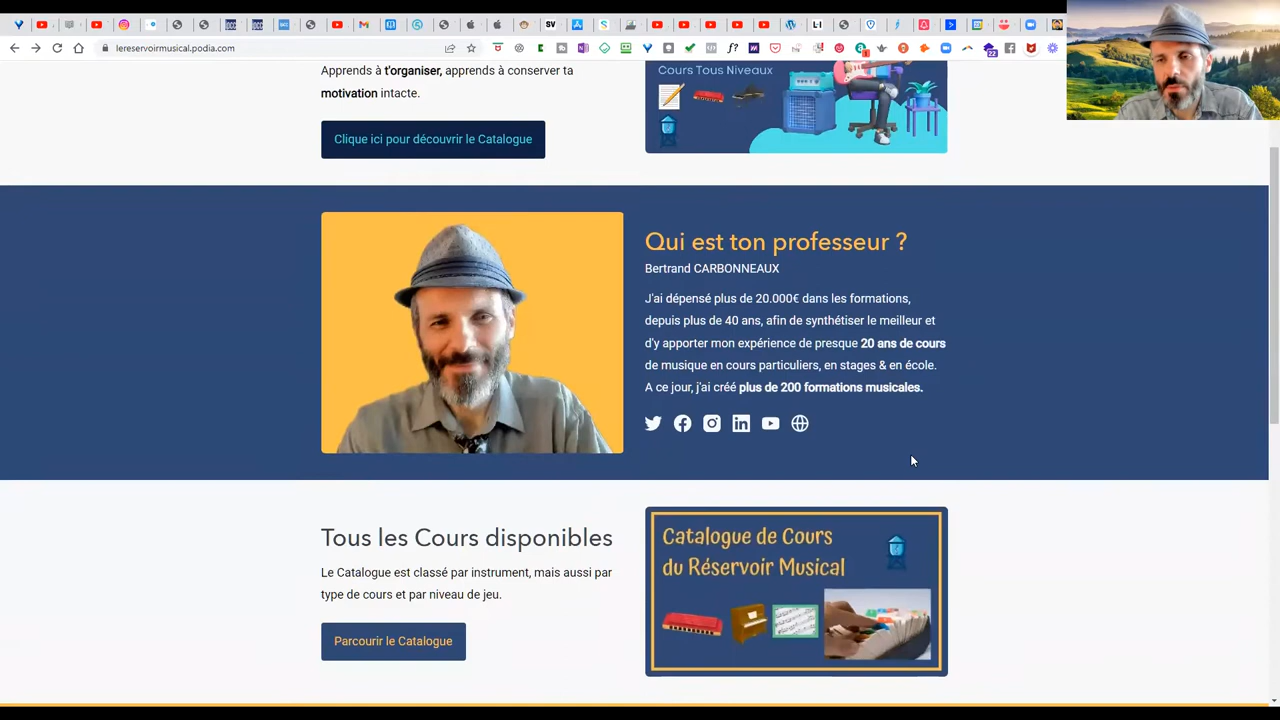 SV
L-I
lereservoirmusical.podia.com
22
Apprends à t'organiser, apprends à conserver ta
motivation intacte.
Clique ici pour découvrir le Catalogue
Cours Tous Niveaux
Qui est ton professeur ?
Bertrand CARBONNEAUX
J'ai dépensé plus de 20.000€ dans les formations,
depuis plus de 40 ans, afin de synthétiser le meilleur et
d'y apporter mon expérience de presque 20 ans de cours
de musique en cours particuliers, en stages & en école.
A ce jour, j'ai créé plus de 200 formations musicales.
Tous les Cours disponibles
Le Catalogue est classé par instrument, mais aussi par
type de cours et par niveau de jeu.
Parcourir le Catalogue
Catalogue de Cours
du Réservoir Musical